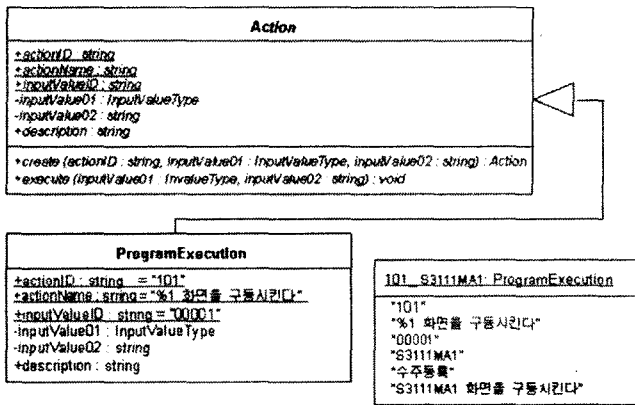 Action
+actionID : string
+actionName : string
+inputValueID : string
-inputValue01 : InputValueType
-inputValue02 : string
+description : string
+create (actionID : string, inputValue01 : InputValueType, inputValue02 : string) : Action
+execute (inputValue01 : InvalueType, inputValue02 : string) : void
ProgramExecution
+actionID : string = "101"
+actionName : string = "%1 화면을 구동시킨다"
+inputValueID : string = "00001"
-inputValue01 : InputValueType
-inputValue02 : string
+description : string
101_S3111MA1: ProgramExecution
"101"
"%1 화면을 구동시킨다"
"00001"
"S3111MA1"
"수주등록"
"S3111MA1 화면을 구동시킨다"